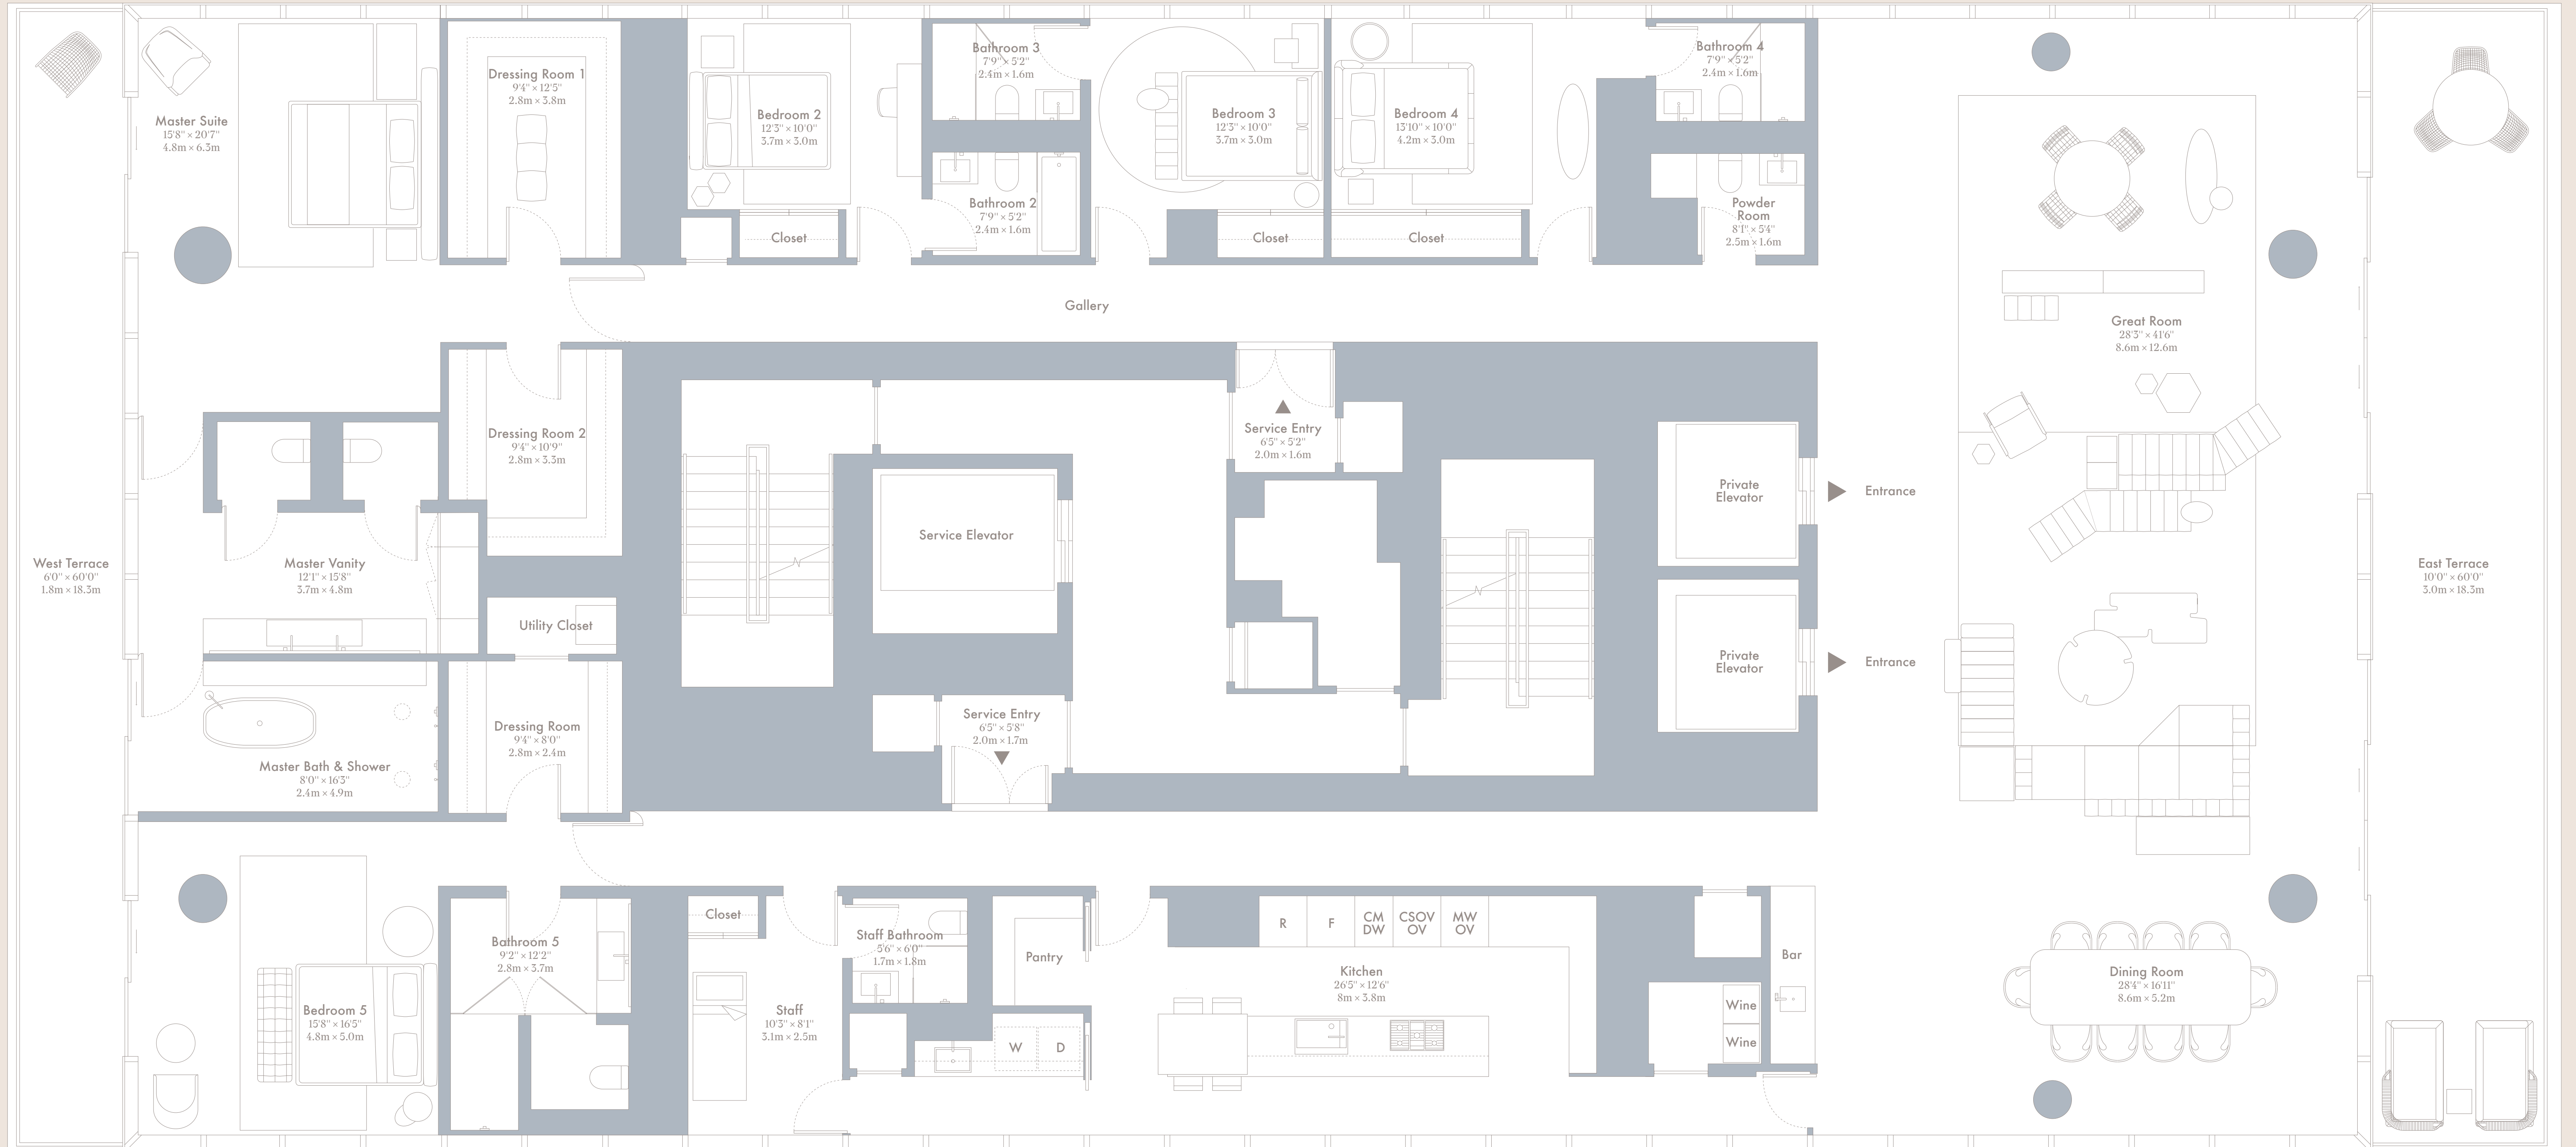 Master Suite
15'8" × 20'7"
4.8m × 6.3m
Dressing Room 1
9'4" × 12'5"
2.8m × 3.8m
Bedroom 2
12'3" × 10'0"
3.7m × 3.0m
Closet
Bathroom 3
7'9" × 5'2"
2.4m × 1.6m
Bathroom 2
7'9" × 5'2"
2.4m × 1.6m
Bedroom 3
12'3" × 10'0"
3.7m × 3.0m
Closet
Bedroom 4
13'10" × 10'0"
4.2m × 3.0m
Closet
Bathroom 4
7'9" × 5'2"
2.4m × 1.6m
Powder
Room
8'1" × 5'4"
2.5m × 1.6m
Gallery
Great Room
28'3" × 41'6"
8.6m × 12.6m
Dressing Room 2
9'4" × 10'9"
2.8m × 3.3m
Service Entry
6'5" × 5'2"
2.0m × 1.6m
Private
Elevator
Entrance
Service Elevator
West Terrace
6'0" × 60'0"
1.8m × 18.3m
Master Vanity
12'1" × 15'8"
3.7m × 4.8m
Utility Closet
Private
Elevator
Entrance
East Terrace
10'0" × 60'0"
3.0m × 18.3m
Master Bath & Shower
8'0" × 16'3"
2.4m × 4.9m
Dressing Room
9'4" × 8'0"
2.8m × 2.4m
Service Entry
6'5" × 5'8"
2.0m × 1.7m
Bedroom 5
15'8" × 16'5"
4.8m × 5.0m
Bathroom 5
9'2" × 12'2"
2.8m × 3.7m
Closet
Staff
10'3" × 8'1"
3.1m × 2.5m
Staff Bathroom
5'6" × 6'0"
1.7m × 1.8m
Pantry
W
D
R
F
CM
DW
CSOV
OV
MW
OV
Kitchen
26'5" × 12'6"
8m × 3.8m
Wine
Wine
Bar
Dining Room
28'4" × 16'11"
8.6m × 5.2m